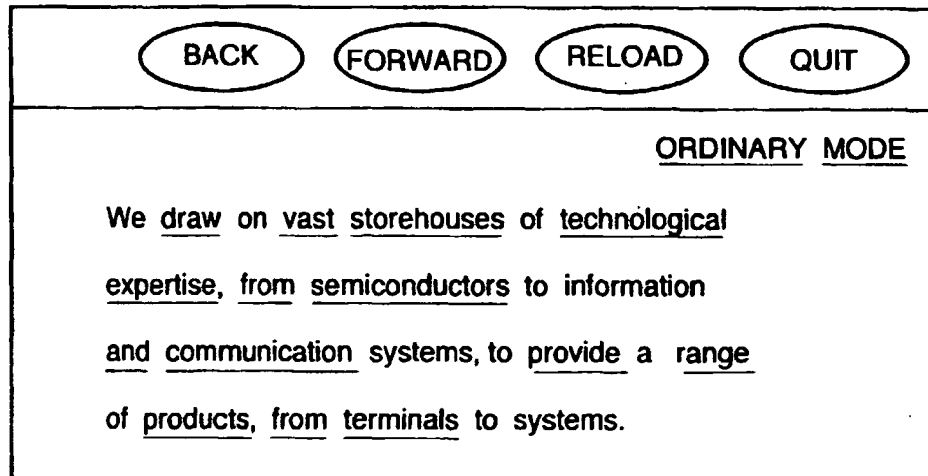 BACK FORWARD RELOAD QUIT
ORDINARY MODE
We draw on vast storehouses of technological
expertise, from semiconductors to information
and communication systems, to provide a range
of products, from terminals to systems.